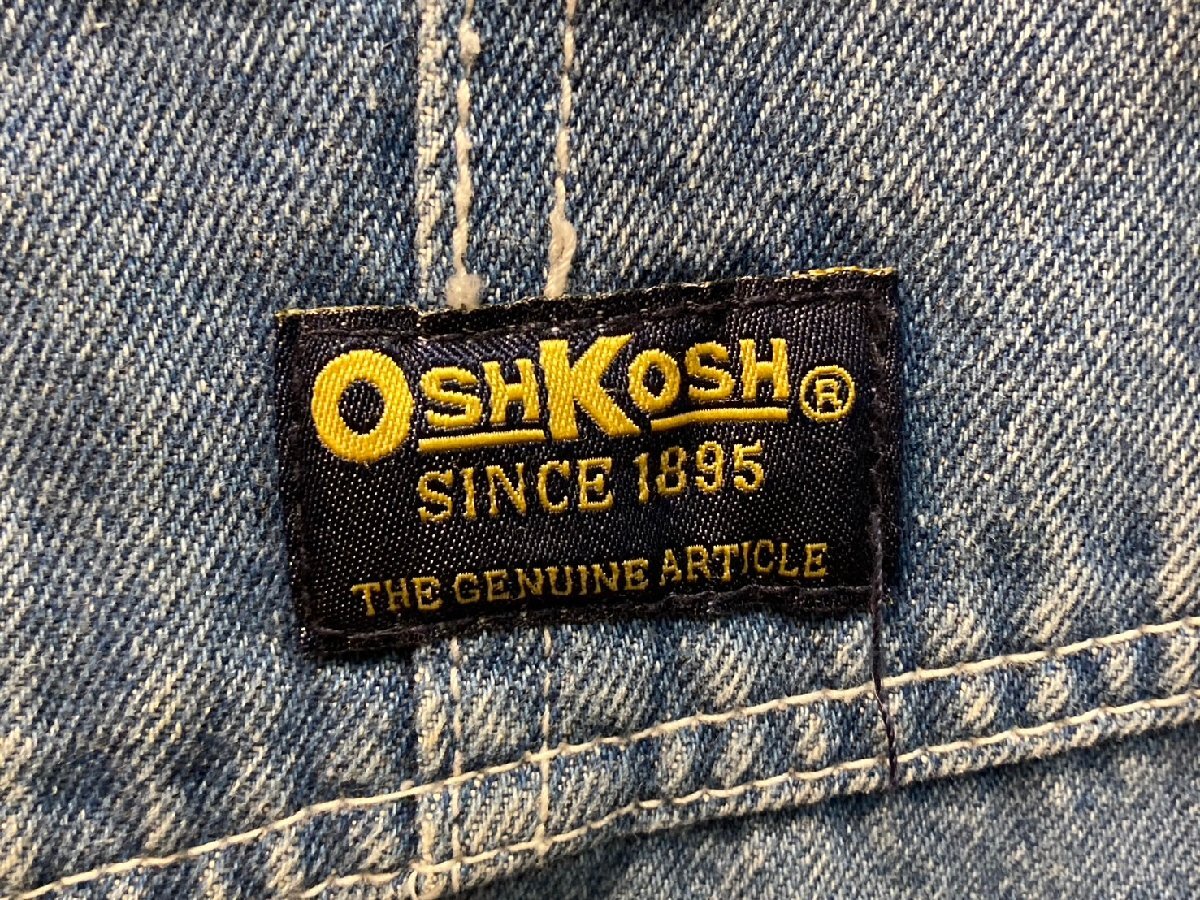 OSHKOSH®
SINCE 1895
THE GENUINE ARTICLE